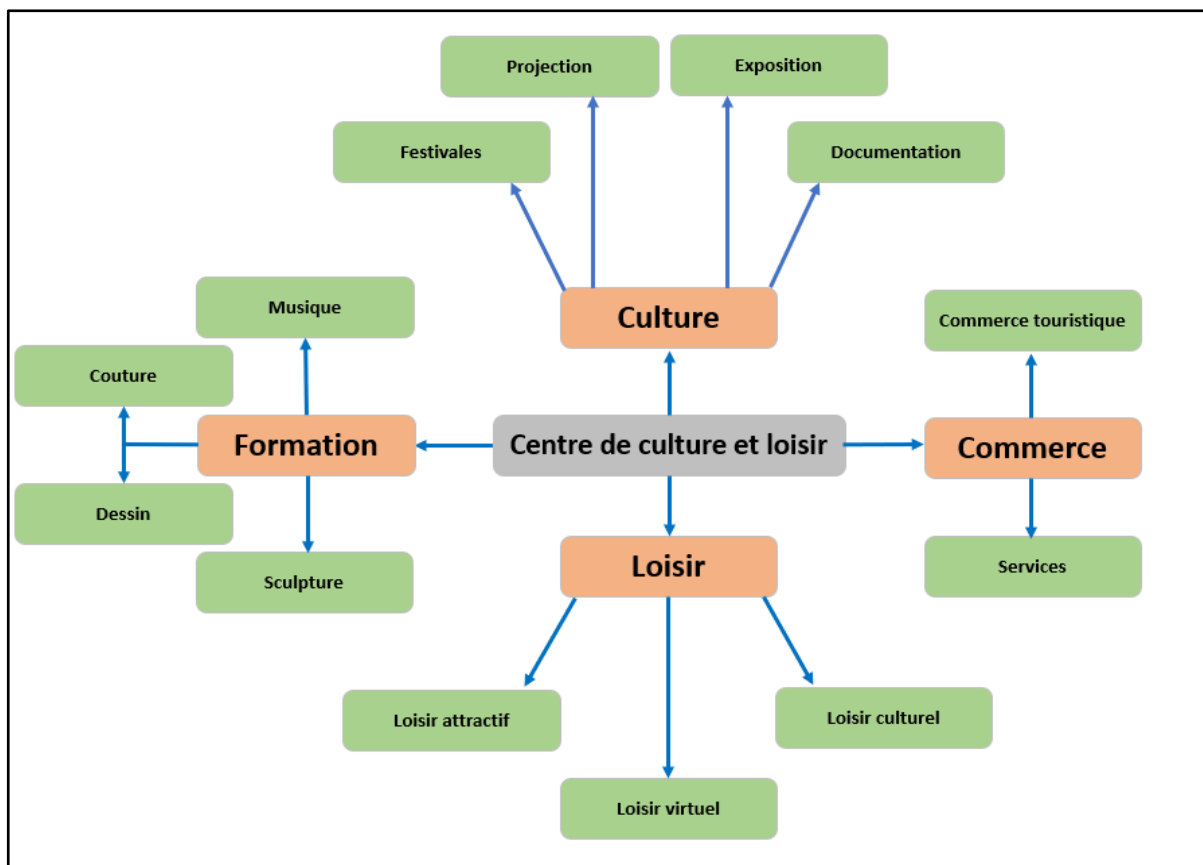 Projection
Exposition
Festivales
Documentation
Musique
Culture
Commerce touristique
Couture
Formation
Centre de culture et loisir
Commerce
Dessin
Sculpture
Loisir
Services
Loisir attractif
Loisir culturel
Loisir virtuel